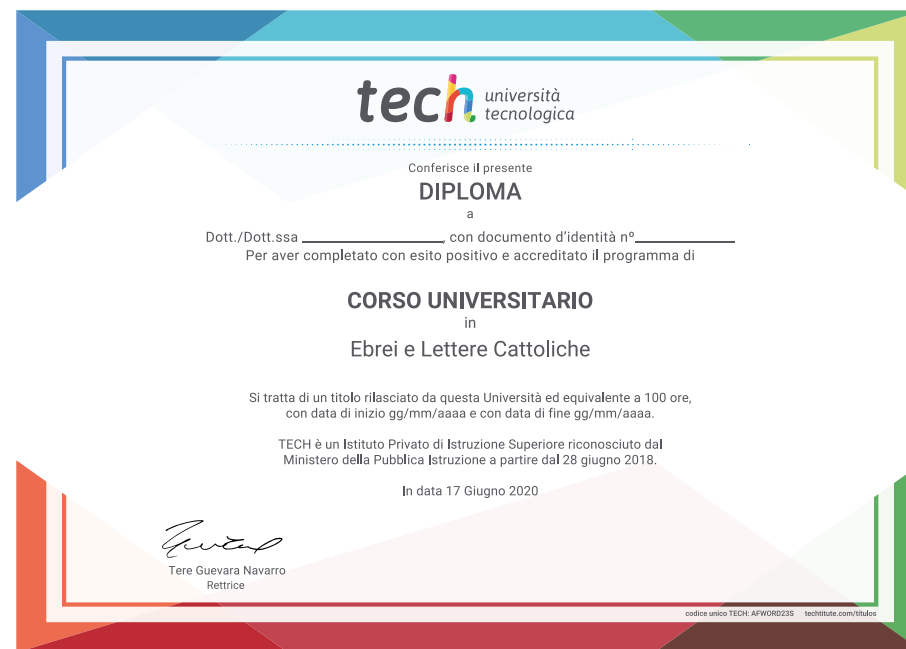 tech università
tecnologica
Conferisce il presente
DIPLOMA
a
Dott./Dott.ssa ____________________, con documento d'identità nº______________
Per aver completato con esito positivo e accreditato il programma di
CORSO UNIVERSITARIO
in
Ebrei e Lettere Cattoliche
Si tratta di un titolo rilasciato da questa Università ed equivalente a 100 ore,
con data di inizio gg/mm/aaaa e con data di fine gg/mm/aaaa.
TECH è un Istituto Privato di Istruzione Superiore riconosciuto dal
Ministero della Pubblica Istruzione a partire dal 28 giugno 2018.
In data 17 Giugno 2020
Tere Guevara Navarro
Rettrice
codice unico TECH: AFWORD23S techtitute.com/titulos